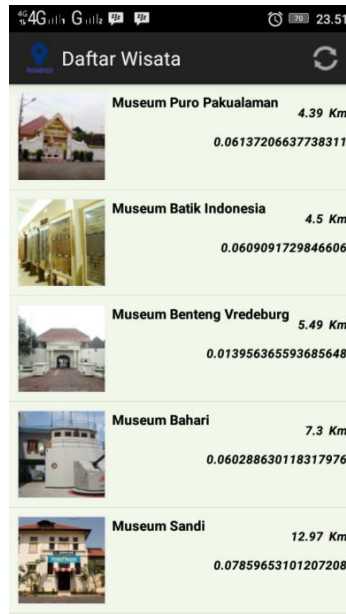 4G 4G G 70 23.51
Daftar Wisata
Museum Puro Pakualaman
4.39 Km
0.06137206637738311
Museum Batik Indonesia
4.5 Km
0.0609091729846606
Museum Benteng Vredeburg
5.49 Km
0.013956365593685648
Museum Bahari
7.3 Km
0.060288630118317976
Museum Sandi
12.97 Km
0.07859653101207208